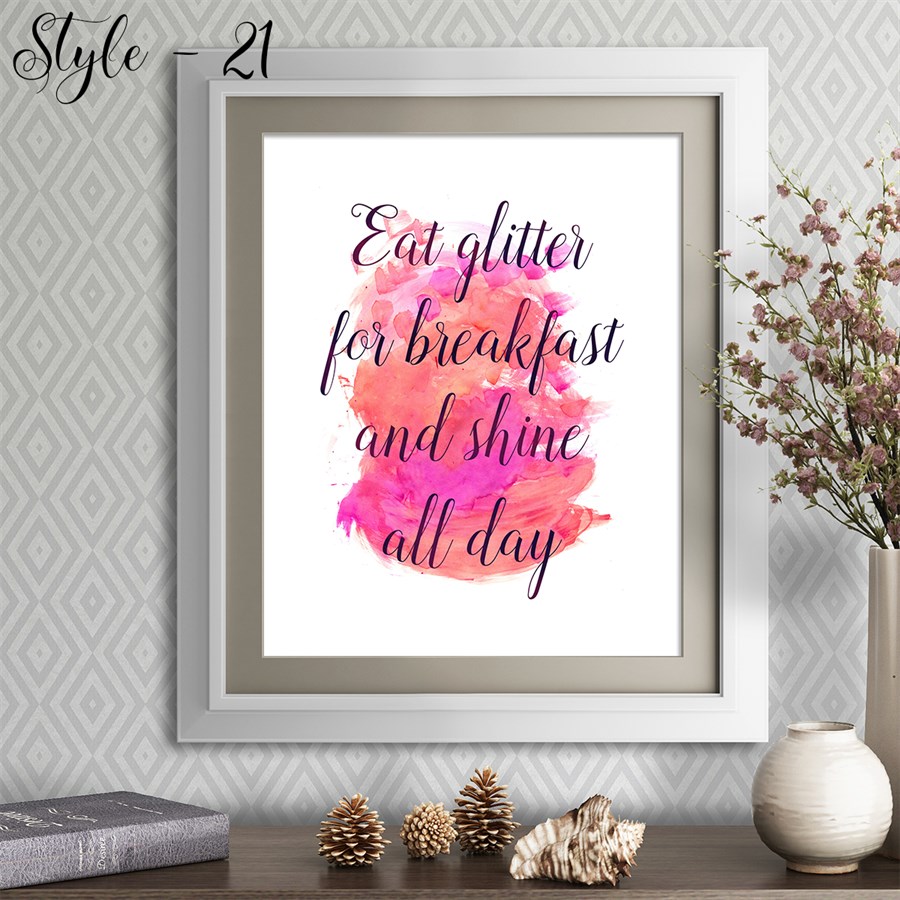 Style - 21
Eat glitter
for breakfast
and shine
all day